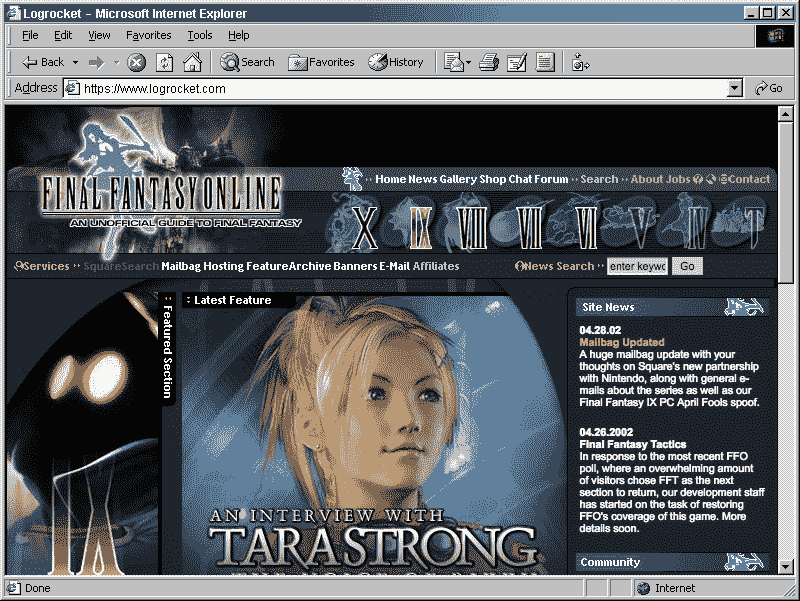 Logrocket – Microsoft Internet Explorer
File Edit View Favorites Tools Help
Back Search Favorites History
Address https://www.logrocket.com Go
Home News Gallery Shop Chat Forum Search About Jobs Contact
FINAL FANTASY ONLINE
AN UNOFFICIAL GUIDE TO FINAL FANTASY
X IX VIII VII VI V IV T
Services SquareSearch Mailbag Hosting FeatureArchive Banners E-Mail Affiliates News Search enter keywo Go
Featured Section
Latest Feature
AN INTERVIEW WITH
TARA STRONG
Site News
04.28.02
Mailbag Updated
A huge mailbag update with your
thoughts on Square's new partnership
with Nintendo, along with general e-
mails about the series as well as our
Final Fantasy IX PC April Fools spoof.
04.26.2002
Final Fantasy Tactics
In response to the most recent FFO
poll, where an overwhelming amount
of visitors chose FFT as the next
section to return, our development staff
has started on the task of restoring
FFO's coverage of this game. More
details soon.
Community
Done Internet